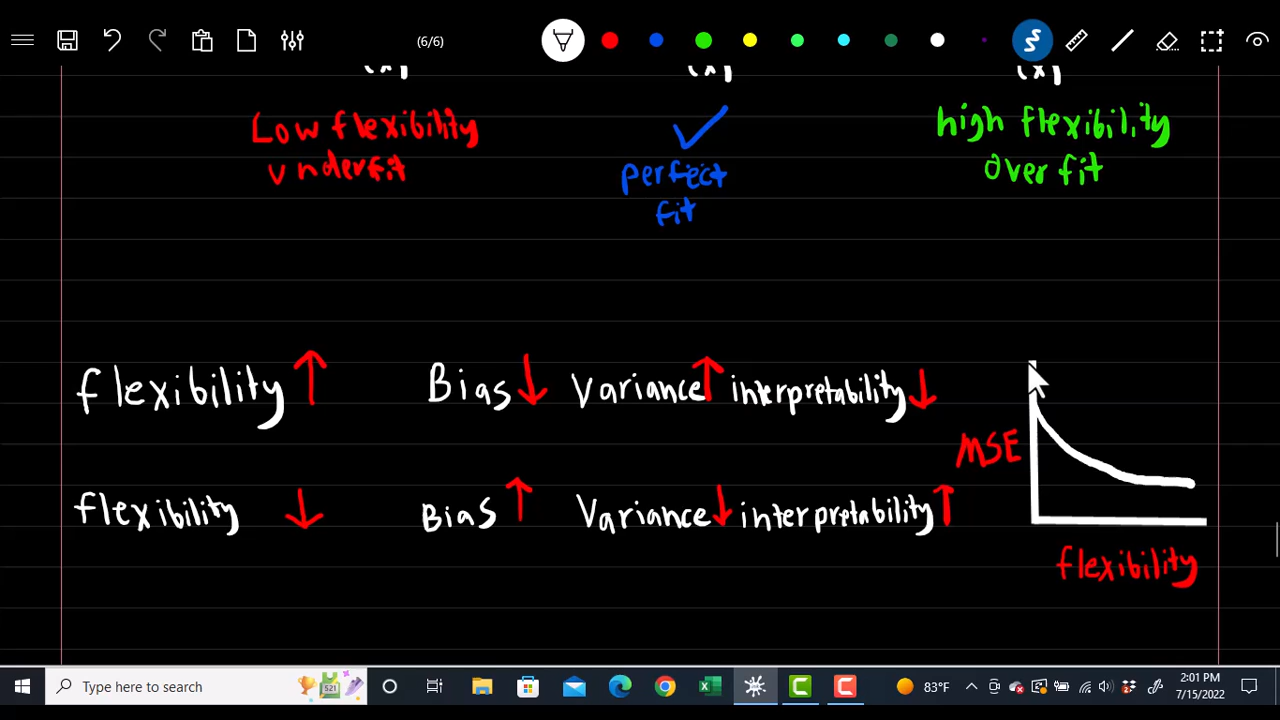 (6/6)
(x)
(x)
(x)
Low flexibility
underfit
perfect
fit
high flexibility
Over fit
flexibility ↑ Bias ↓ Variance ↑ interpretability ↓
flexibility ↓ Bias ↑ Variance ↓ interpretability ↑
MSE
flexibility
Type here to search
521
83°F
2:01 PM
7/15/2022